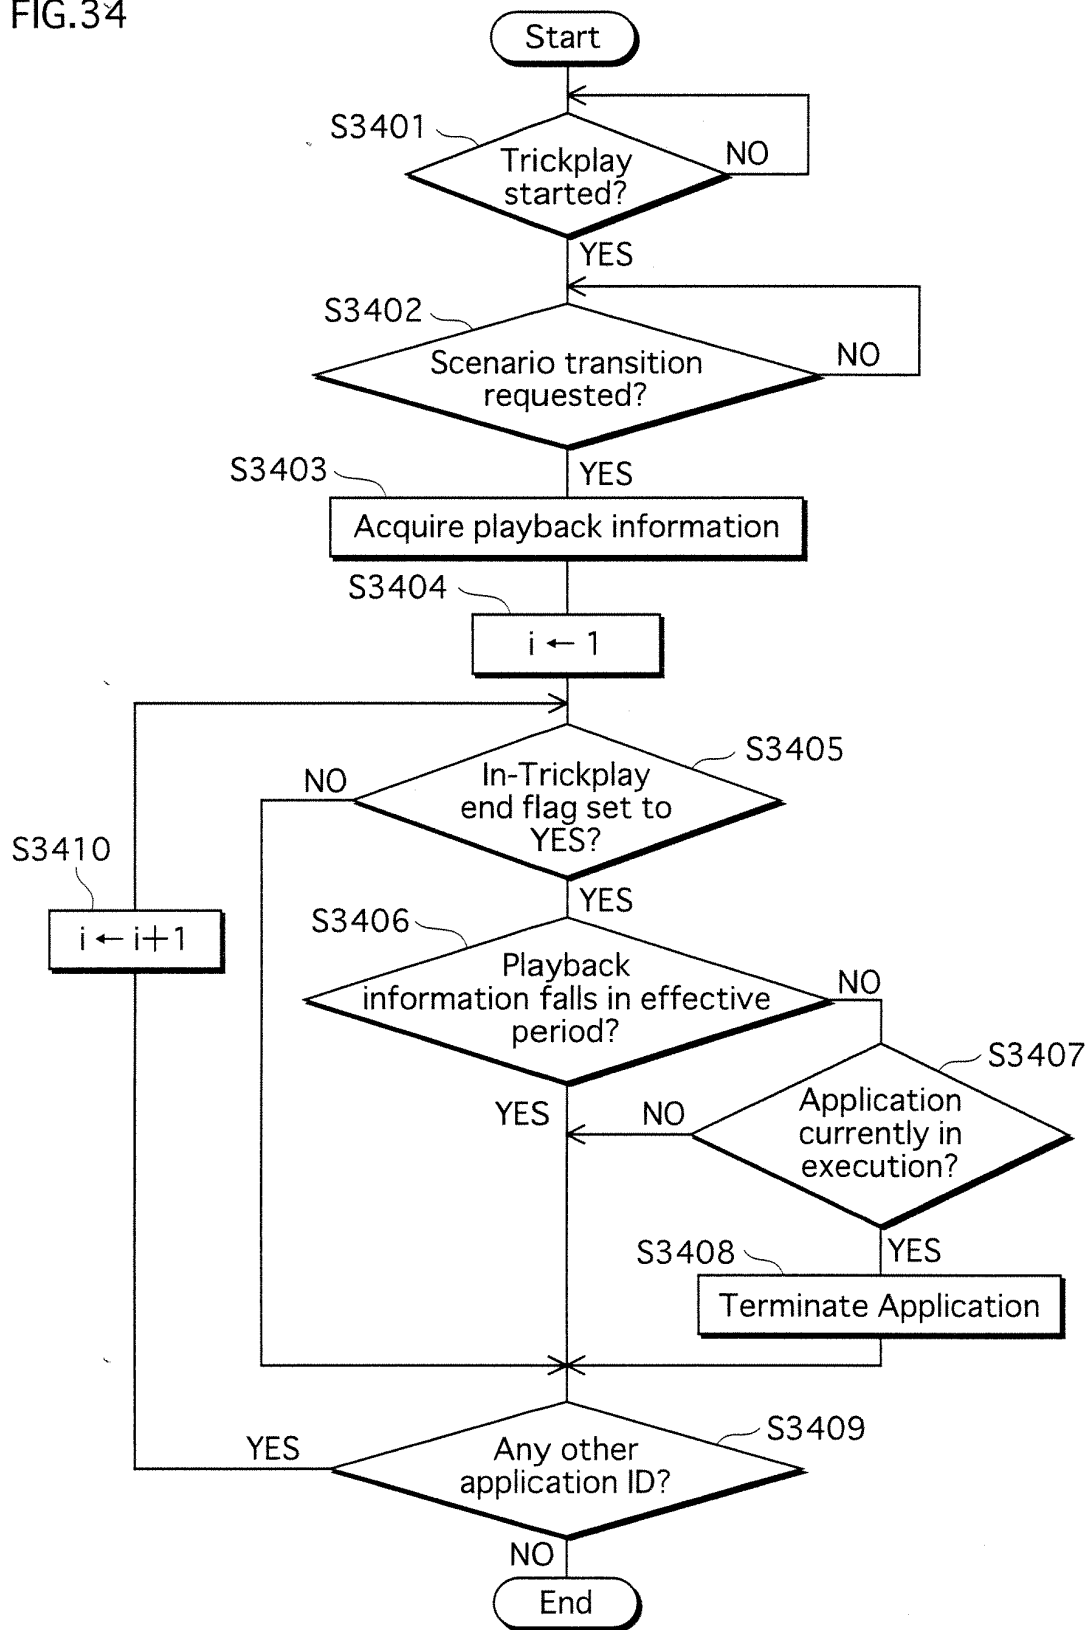 FIG.34
Start
S3401
Trickplay
started?
NO
YES
S3402
Scenario transition
requested?
NO
YES
S3403
Acquire playback information
S3404
i ← 1
S3405
In-Trickplay
end flag set to
YES?
NO
YES
S3410
i ← i+1
S3406
Playback
information falls in effective
period?
NO
YES
S3407
Application
currently in
execution?
NO
YES
S3408
Terminate Application
S3409
Any other
application ID?
YES
NO
End